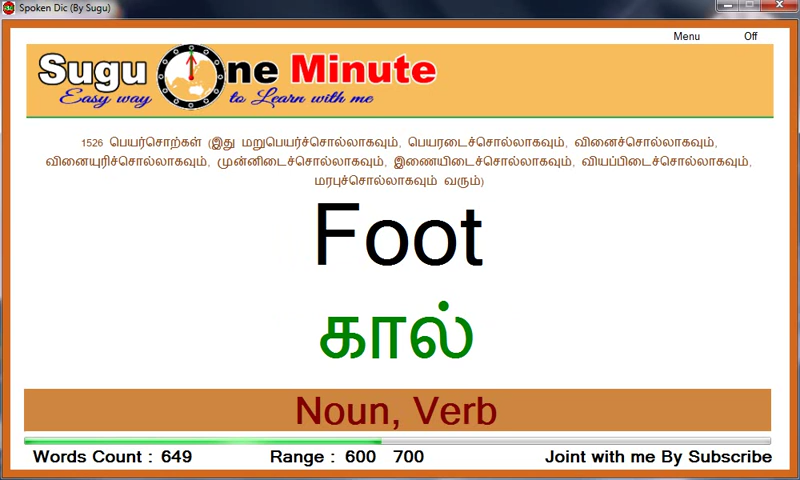 Spoken Dic (By Sugu)
Menu Off
Sugu One Minute
Easy way to Learn with me
1526 பெயர்சொற்கள் (இது மறுபெயர்ச்சொல்லாகவும், பெயரடைச்சொல்லாகவும், வினைச்சொல்லாகவும்,
வினையுரிச்சொல்லாகவும், முன்னிடைச்சொல்லாகவும், இணையிடைச்சொல்லாகவும், வியப்பிடைச்சொல்லாகவும்,
மரபுச்சொல்லாகவும் வரும்)
Foot
கால்
Noun, Verb
Words Count : 649 Range : 600 700 Joint with me By Subscribe